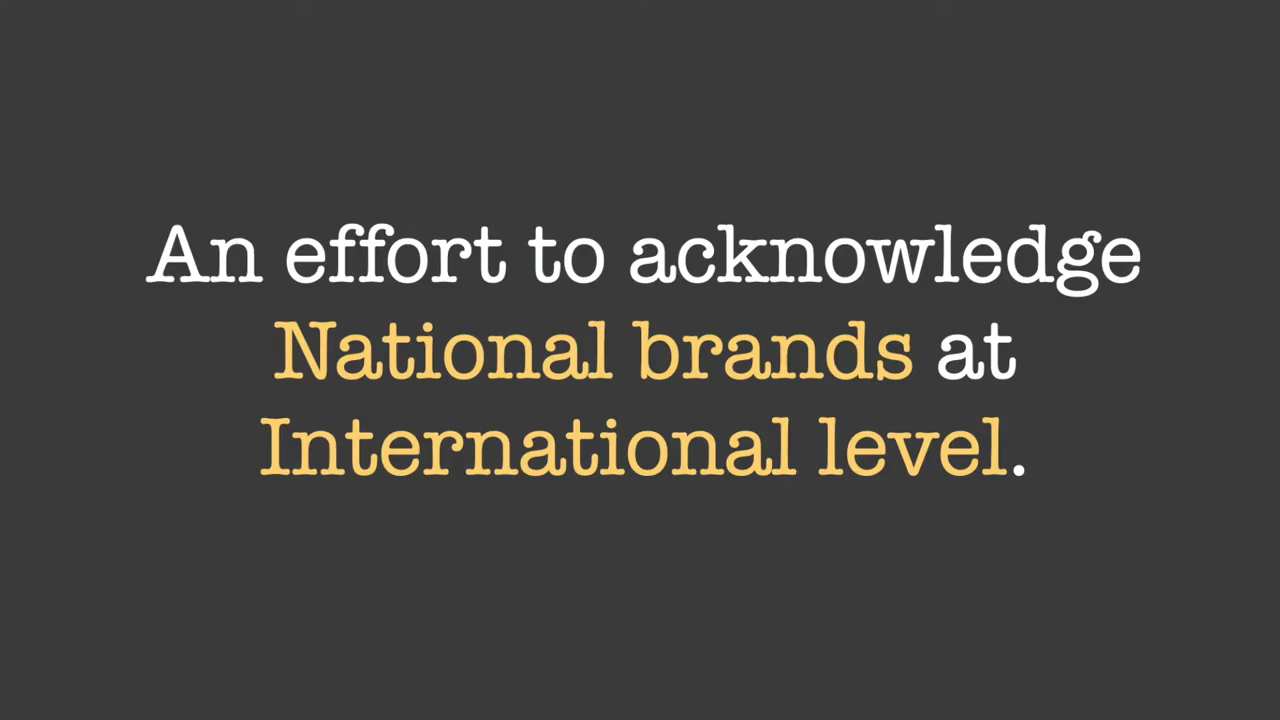 An effort to acknowledge
National brands at
International level.